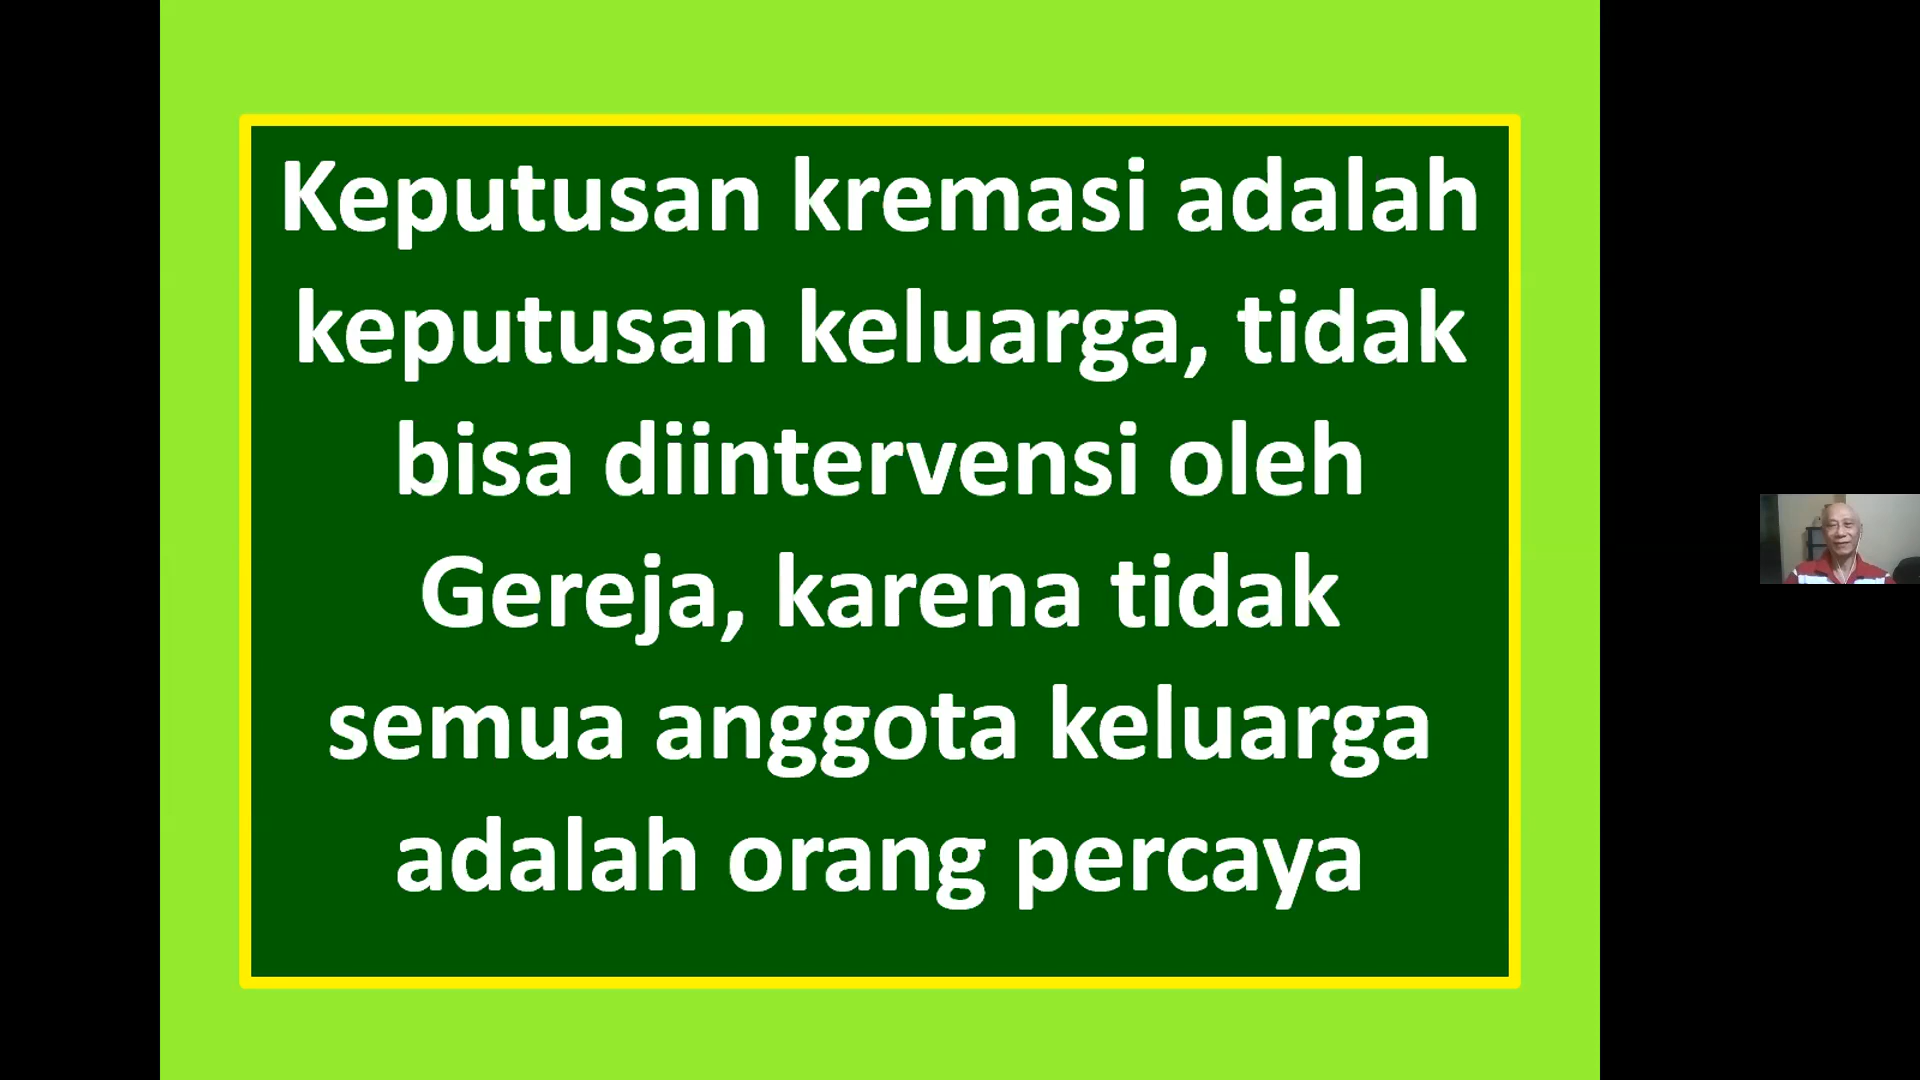 Keputusan kremasi adalah
keputusan keluarga, tidak
bisa diintervensi oleh
Gereja, karena tidak
semua anggota keluarga
adalah orang percaya